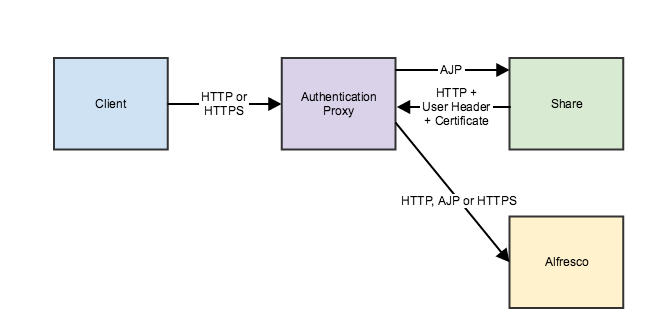 Client
HTTP or
HTTPS
Authentication
Proxy
AJP
HTTP +
User Header
+ Certificate
Share
HTTP, AJP or HTTPS
Alfresco